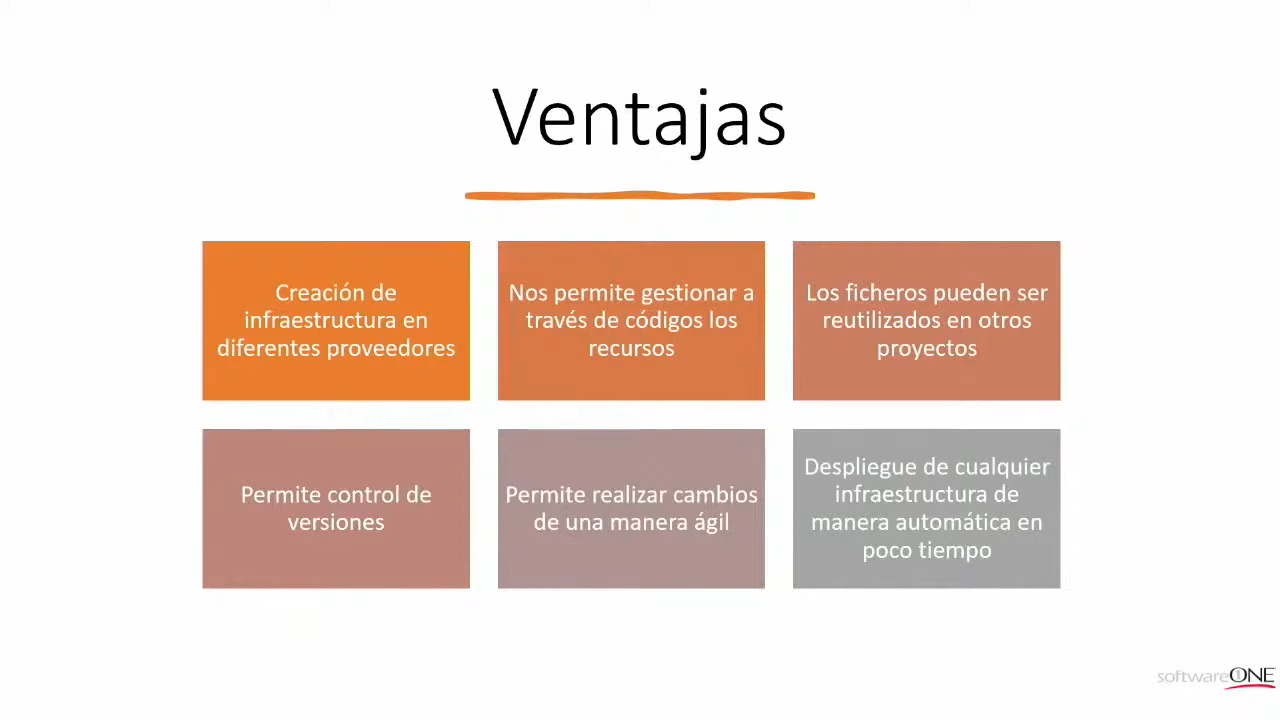 Ventajas
Creación de
infraestructura en
diferentes proveedores
Nos permite gestionar a
través de códigos los
recursos
Los ficheros pueden ser
reutilizados en otros
proyectos
Permite control de
versiones
Permite realizar cambios
de una manera ágil
Despliegue de cualquier
infraestructura de
manera automática en
poco tiempo
softwareONE